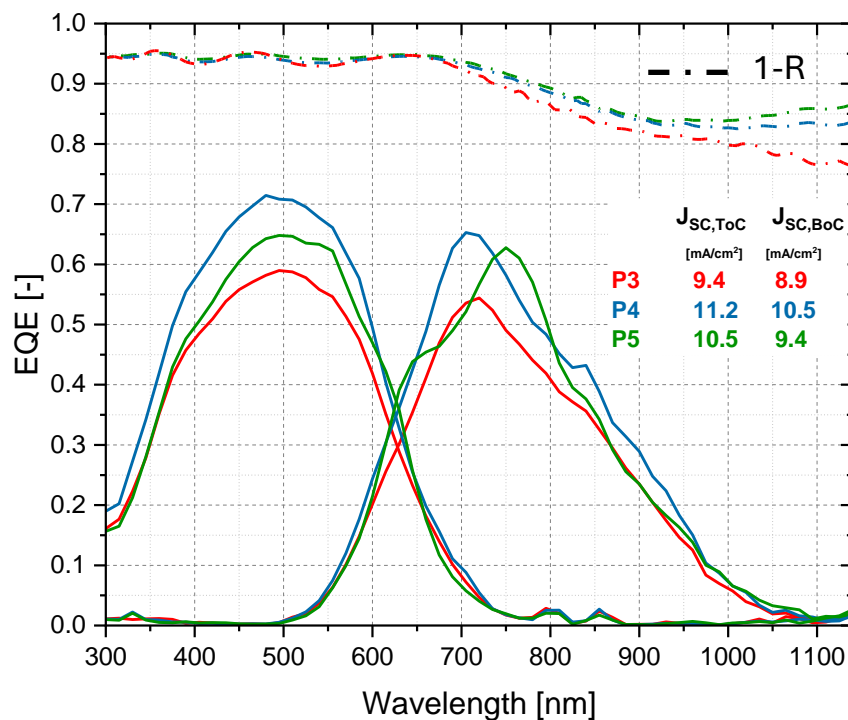 1.0
0.9
0.8
0.7
0.6
0.5
0.4
0.3
0.2
0.1
0.0
EQE [-]
1-R
JSC,ToC JSC,BoC
[mA/cm²] [mA/cm²]
P3 9.4 8.9
P4 11.2 10.5
P5 10.5 9.4
300 400 500 600 700 800 900 1000 1100
Wavelength [nm]